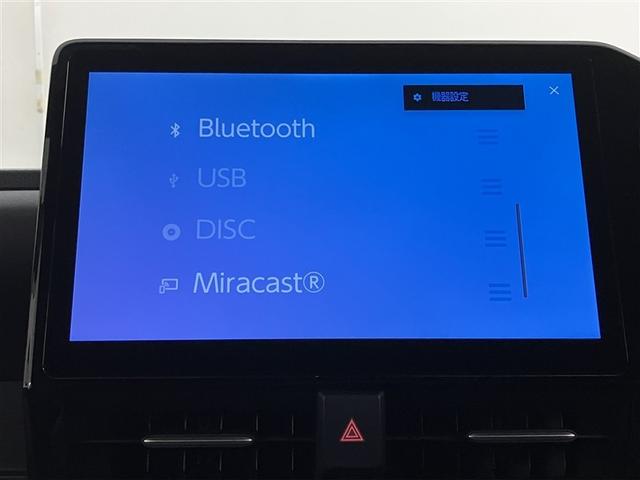 機器設定
Bluetooth
USB
DISC
Miracast®